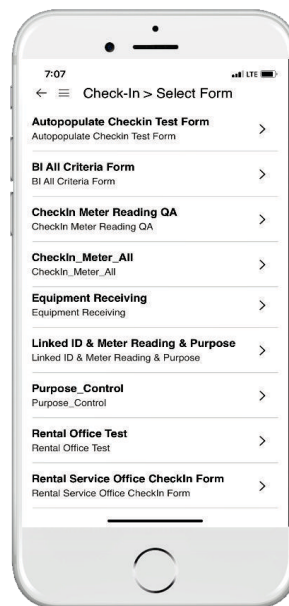 7:07
LTE
Check-In > Select Form
Autopopulate Checkin Test Form
Autopopulate Checkin Test Form
BI All Criteria Form
BI All Criteria Form
CheckIn Meter Reading QA
CheckIn Meter Reading QA
CheckIn_Meter_All
CheckIn_Meter_All
Equipment Receiving
Equipment Receiving
Linked ID & Meter Reading & Purpose
Linked ID & Meter Reading & Purpose
Purpose_Control
Purpose_Control
Rental Office Test
Rental Office Test
Rental Service Office CheckIn Form
Rental Service Office CheckIn Form